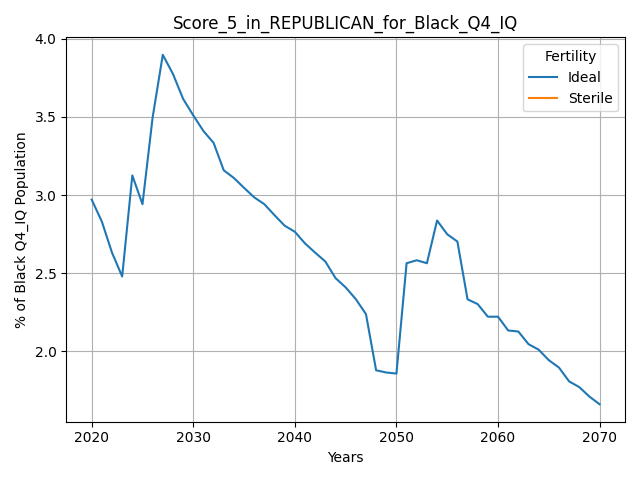 Score_5_in_REPUBLICAN_for_Black_Q4_IQ
% of Black Q4_IQ Population
4.0
3.5
3.0
2.5
2.0
Fertility
Ideal
Sterile
2020 2030 2040 2050 2060 2070
Years